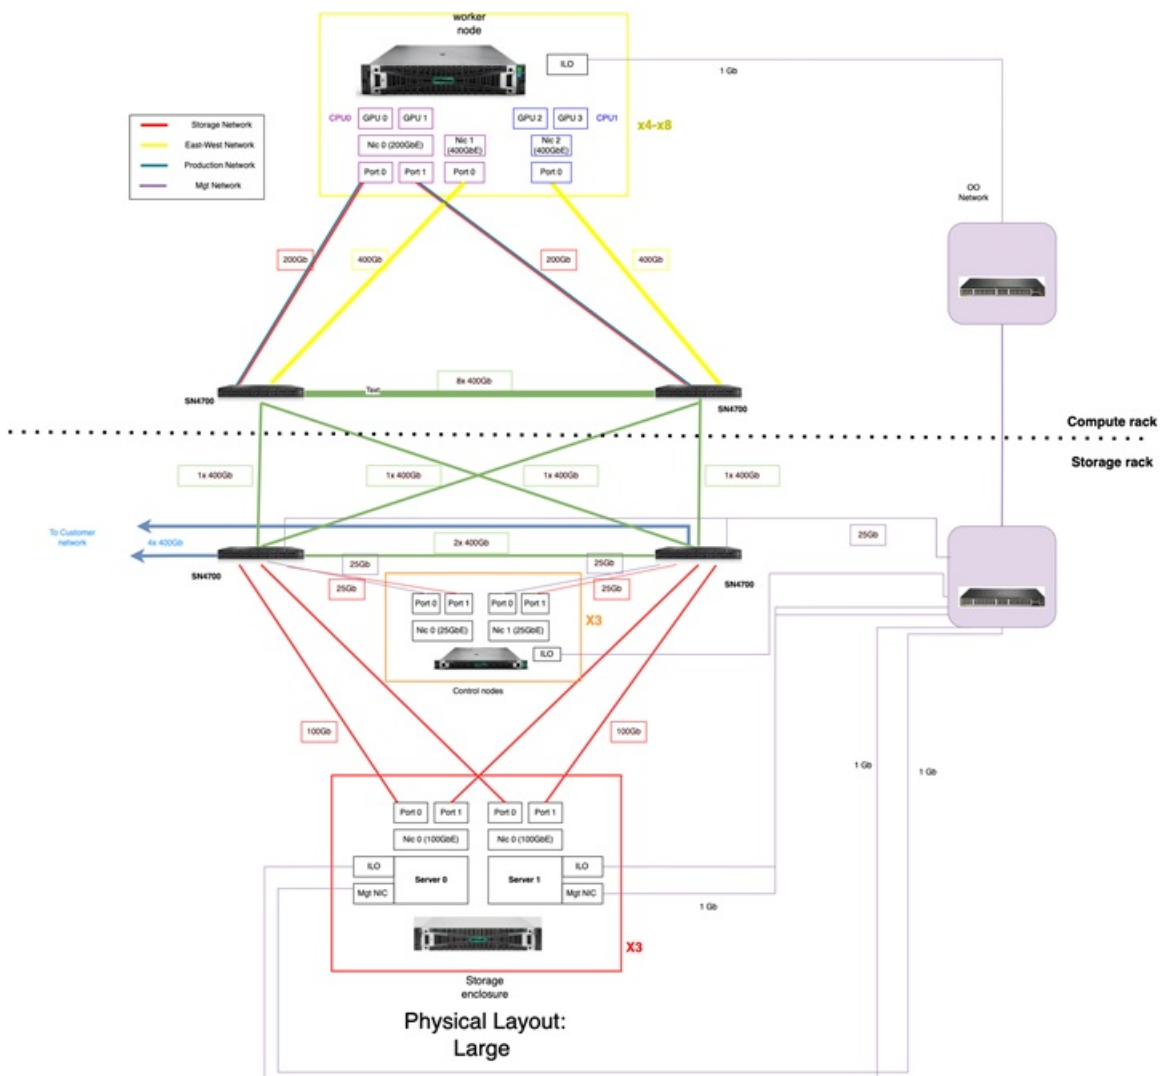 worker
node
ILO
1 Gb
CPU0
GPU 0
GPU 1
GPU 2
GPU 3
CPU1
x4-x8
Nic 0 (200GbE)
Nic 1
(400GbE)
Nic 2
(400GbE)
Port 0
Port 1
Port 0
Port 0
Storage Network
East-West Network
Production Network
Mgt Network
OO
Network
200Gb
400Gb
200Gb
400Gb
8x 400Gb
Text
SN4700
SN4700
Compute rack
Storage rack
1x 400Gb
1x 400Gb
1x 400Gb
1x 400Gb
To Customer
network
4x 400Gb
2x 400Gb
25Gb
SN4700
SN4700
25Gb
25Gb
25Gb
25Gb
Port 0
Port 1
Port 0
Port 1
X3
Nic 0 (25GbE)
Nic 1 (25GbE)
ILO
Control nodes
100Gb
100Gb
1 Gb
1 Gb
Port 0
Port 1
Port 0
Port 1
Nic 0 (100GbE)
Nic 0 (100GbE)
ILO
Server 0
Server 1
ILO
Mgt NIC
Mgt NIC
1 Gb
X3
Storage
enclosure
Physical Layout:
Large